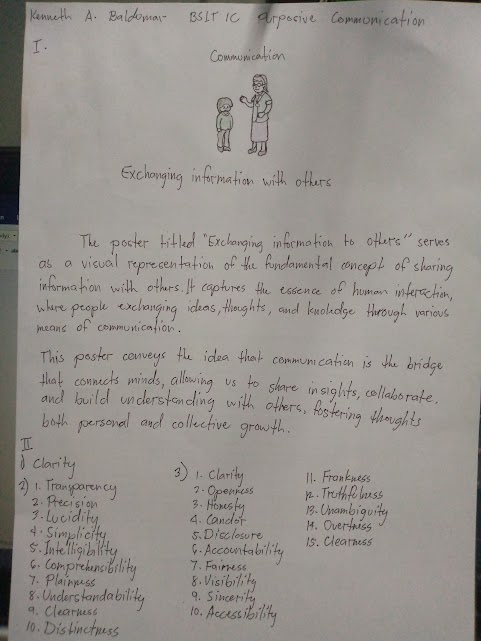 Kenneth A. Baldomar BSIT 1C Purposive Communication
I.
Communication
Exchanging information with others
The poster titled "Exchanging information to others" serves
as a visual representation of the fundamental concept of sharing
information with others. It captures the essence of human interaction,
where people exchanging ideas, thoughts, and knowledge through various
means of communication.
This poster conveys the idea that communication is the bridge
that connects minds, allowing us to share insights, collaborate,
and build understanding with others, fostering thoughts
both personal and collective growth.
II
1) Clarity
2) 1. Transparency
2. Precision
3. Lucidity
4. Simplicity
5. Intelligibility
6. Comprehensibility
7. Plainness
8. Understandability
9. Clearness
10. Distinctness
3) 1. Clarity
2. Openness
3. Honesty
4. Candor
5. Disclosure
6. Accountability
7. Fairness
8. Visibility
9. Sincerity
10. Accessibility
11. Frankness
12. Truthfulness
13. Unambiguity
14. Overtness
15. Clearness